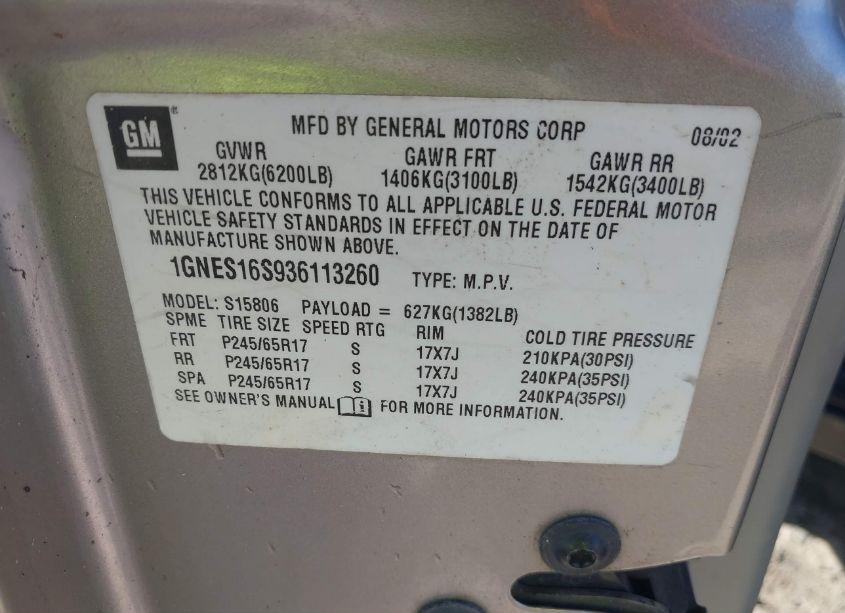 GM ®
MFD BY GENERAL MOTORS CORP 08/02
GVWR GAWR FRT GAWR RR
2812KG(6200LB) 1406KG(3100LB) 1542KG(3400LB)
THIS VEHICLE CONFORMS TO ALL APPLICABLE U.S. FEDERAL MOTOR
VEHICLE SAFETY STANDARDS IN EFFECT ON THE DATE OF
MANUFACTURE SHOWN ABOVE.
1GNES16S936113260 TYPE: M.P.V.
MODEL: S15806 PAYLOAD = 627KG(1382LB)
SPME TIRE SIZE SPEED RTG RIM COLD TIRE PRESSURE
FRT P245/65R17 S 17X7J 210KPA(30PSI)
RR P245/65R17 S 17X7J 240KPA(35PSI)
SPA P245/65R17 S 17X7J 240KPA(35PSI)
SEE OWNER'S MANUAL FOR MORE INFORMATION.